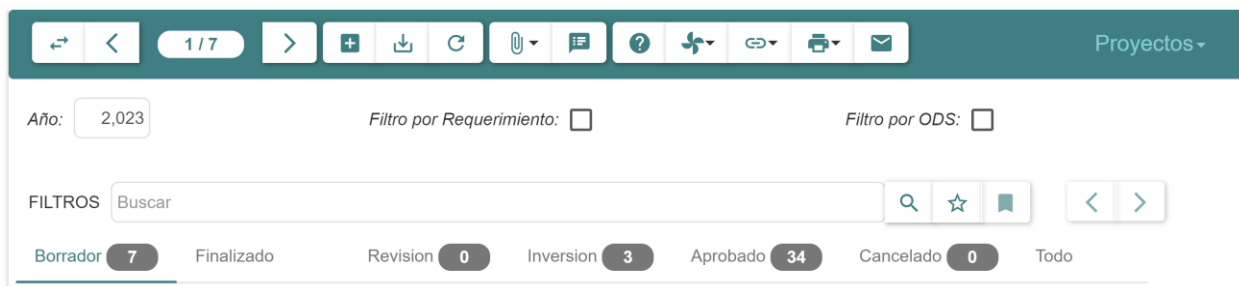 1 / 7 Proyectos
Año: 2,023 Filtro por Requerimiento: Filtro por ODS:
FILTROS Buscar
Borrador 7 Finalizado Revision 0 Inversion 3 Aprobado 34 Cancelado 0 Todo